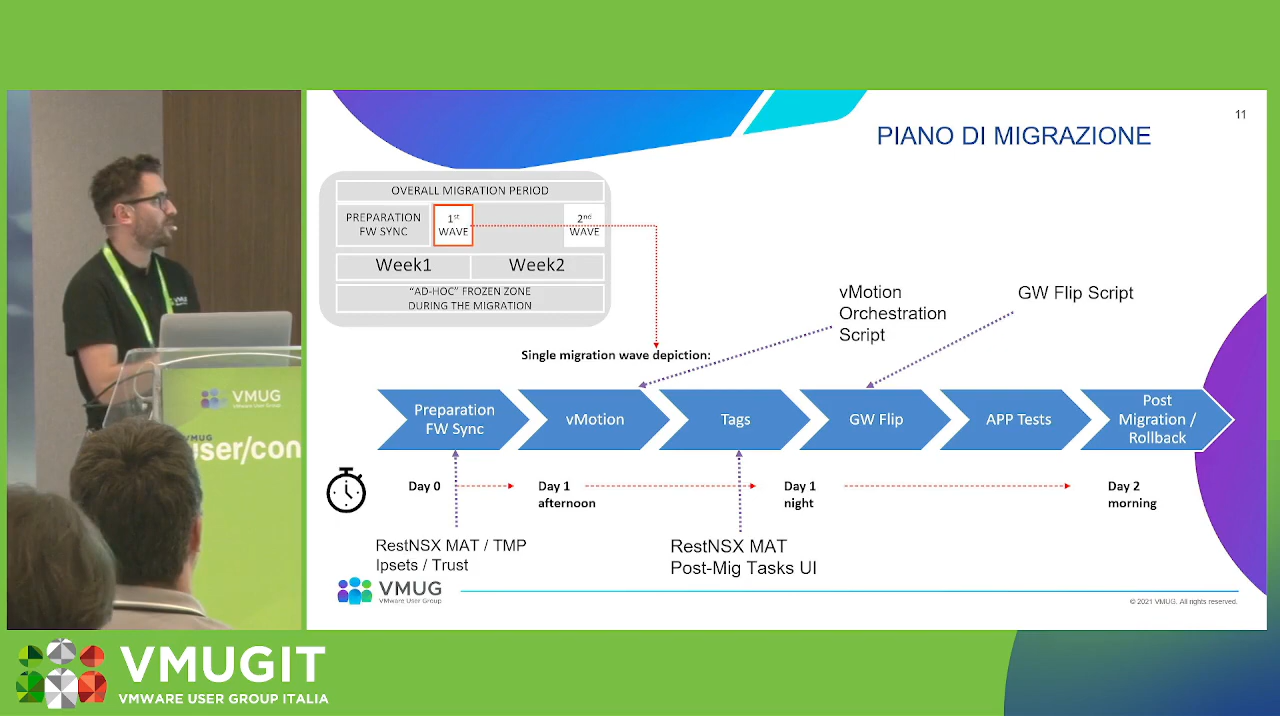 11
PIANO DI MIGRAZIONE
OVERALL MIGRATION PERIOD
PREPARATION
FW SYNC
1st
WAVE
2nd
WAVE
Week1
Week2
“AD-HOC” FROZEN ZONE
DURING THE MIGRATION
vMotion
Orchestration
Script
GW Flip Script
Single migration wave depiction:
Preparation
FW Sync
vMotion
Tags
GW Flip
APP Tests
Post
Migration /
Rollback
Day 0
Day 1
afternoon
Day 1
night
Day 2
morning
RestNSX MAT / TMP
Ipsets / Trust
RestNSX MAT
Post-Mig Tasks UI
VMUG
VMware User Group
© 2021 VMUG. All rights reserved.
VMUG
VMUG
VMware User Group
VMUG
user/con
VMUGIT
VMWARE USER GROUP ITALIA